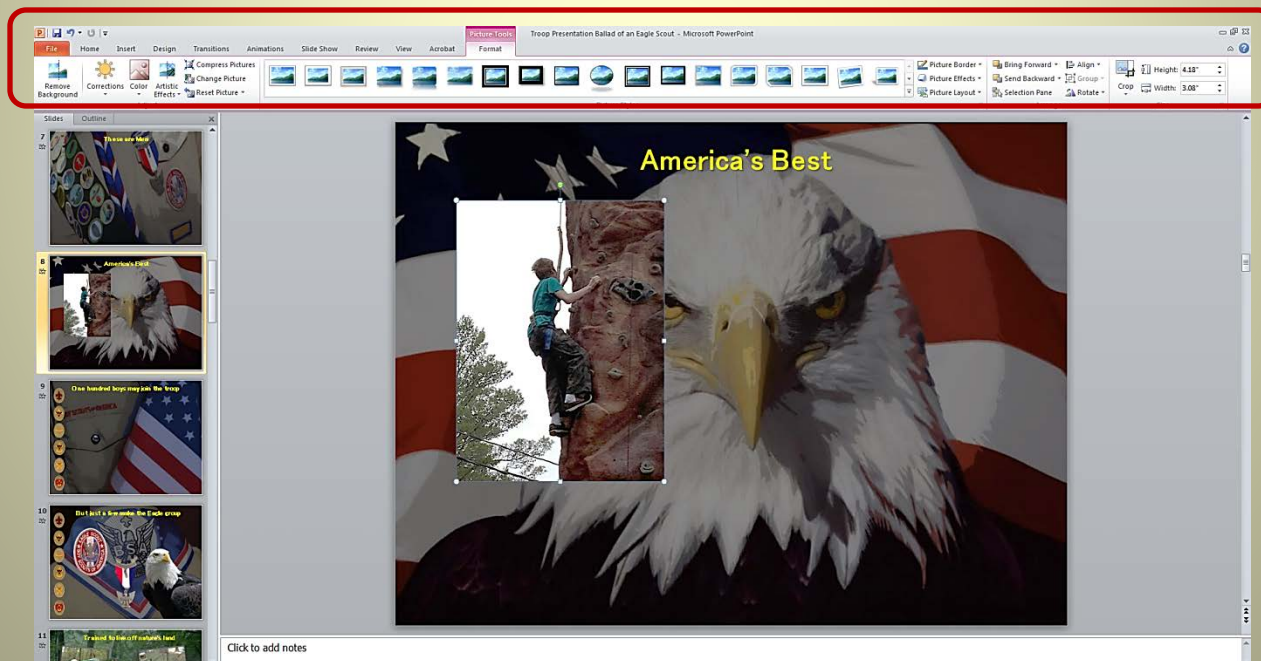 Picture Tools Troop Presentation Ballad of an Eagle Scout - Microsoft PowerPoint
File Home Insert Design Transitions Animations Slide Show Review View Acrobat Format
Remove Background
Corrections
Color
Artistic Effects
Compress Pictures
Change Picture
Reset Picture
Picture Border
Picture Effects
Picture Layout
Bring Forward
Send Backward
Selection Pane
Align
Group
Rotate
Crop
Height: 4.18"
Width: 3.08"
Slides Outline
7
These are Men
8
America's Best
9
One hundred boys may join the troop
BOY SCOUTS OF AMERICA
10
But just a few make the Eagle group
BSA
11
Trained to live off nature's land
America's Best
Click to add notes